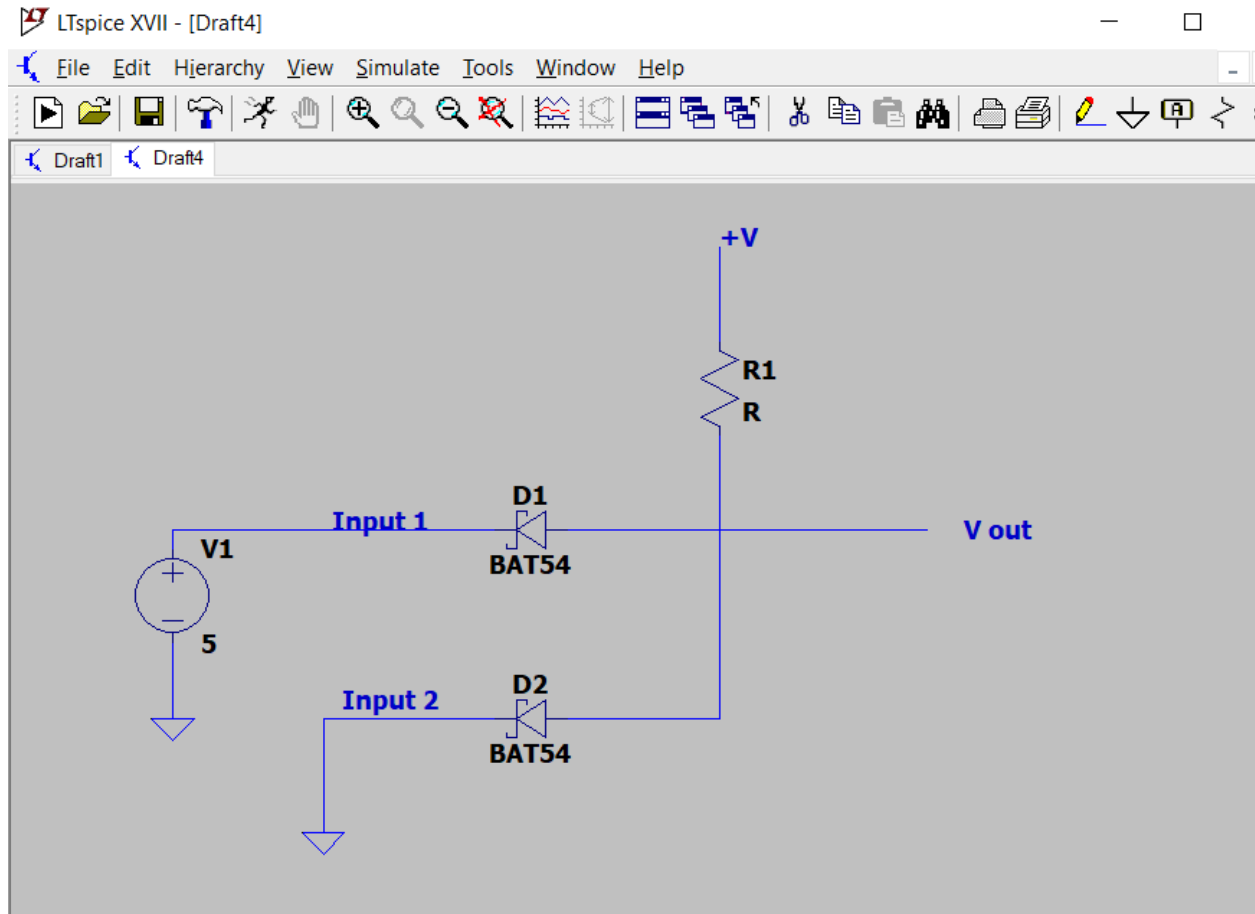 LTspice XVII - [Draft4]
File Edit Hierarchy View Simulate Tools Window Help
A
Draft1 Draft4
+V
R1
R
D1
Input 1
V out
V1
BAT54
5
D2
Input 2
BAT54